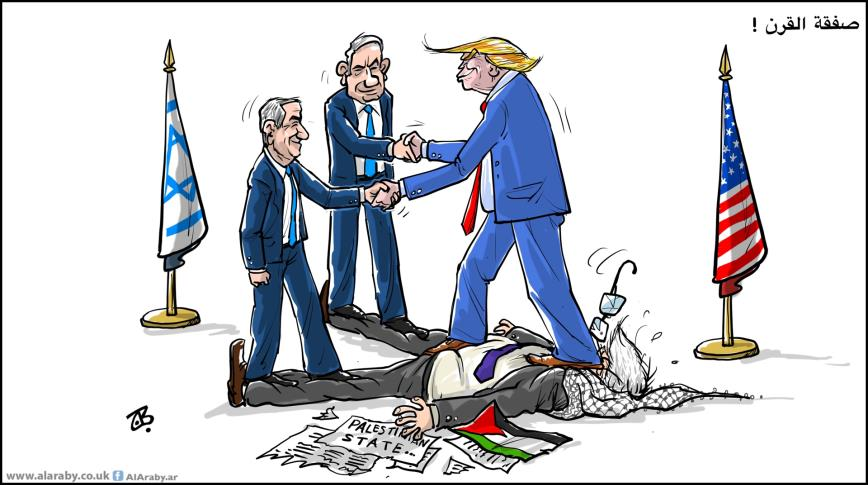 صفقة القرن !
PALESTINIAN
STATE...
www.alaraby.co.uk f AlAraby.ar